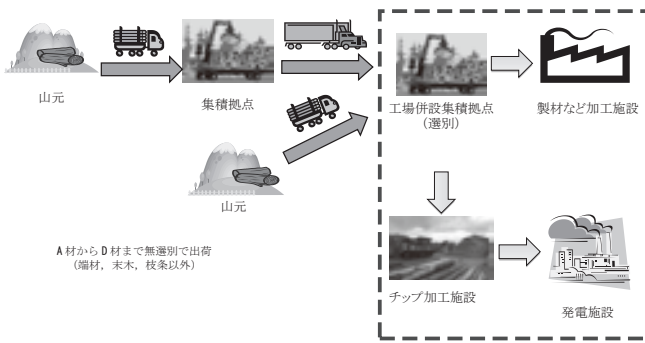 山元
集積拠点
工場併設集積拠点
（選別）
製材など加工施設
山元
A材からD材まで無選別で出荷
（端材，末木，枝条以外）
チップ加工施設
発電施設